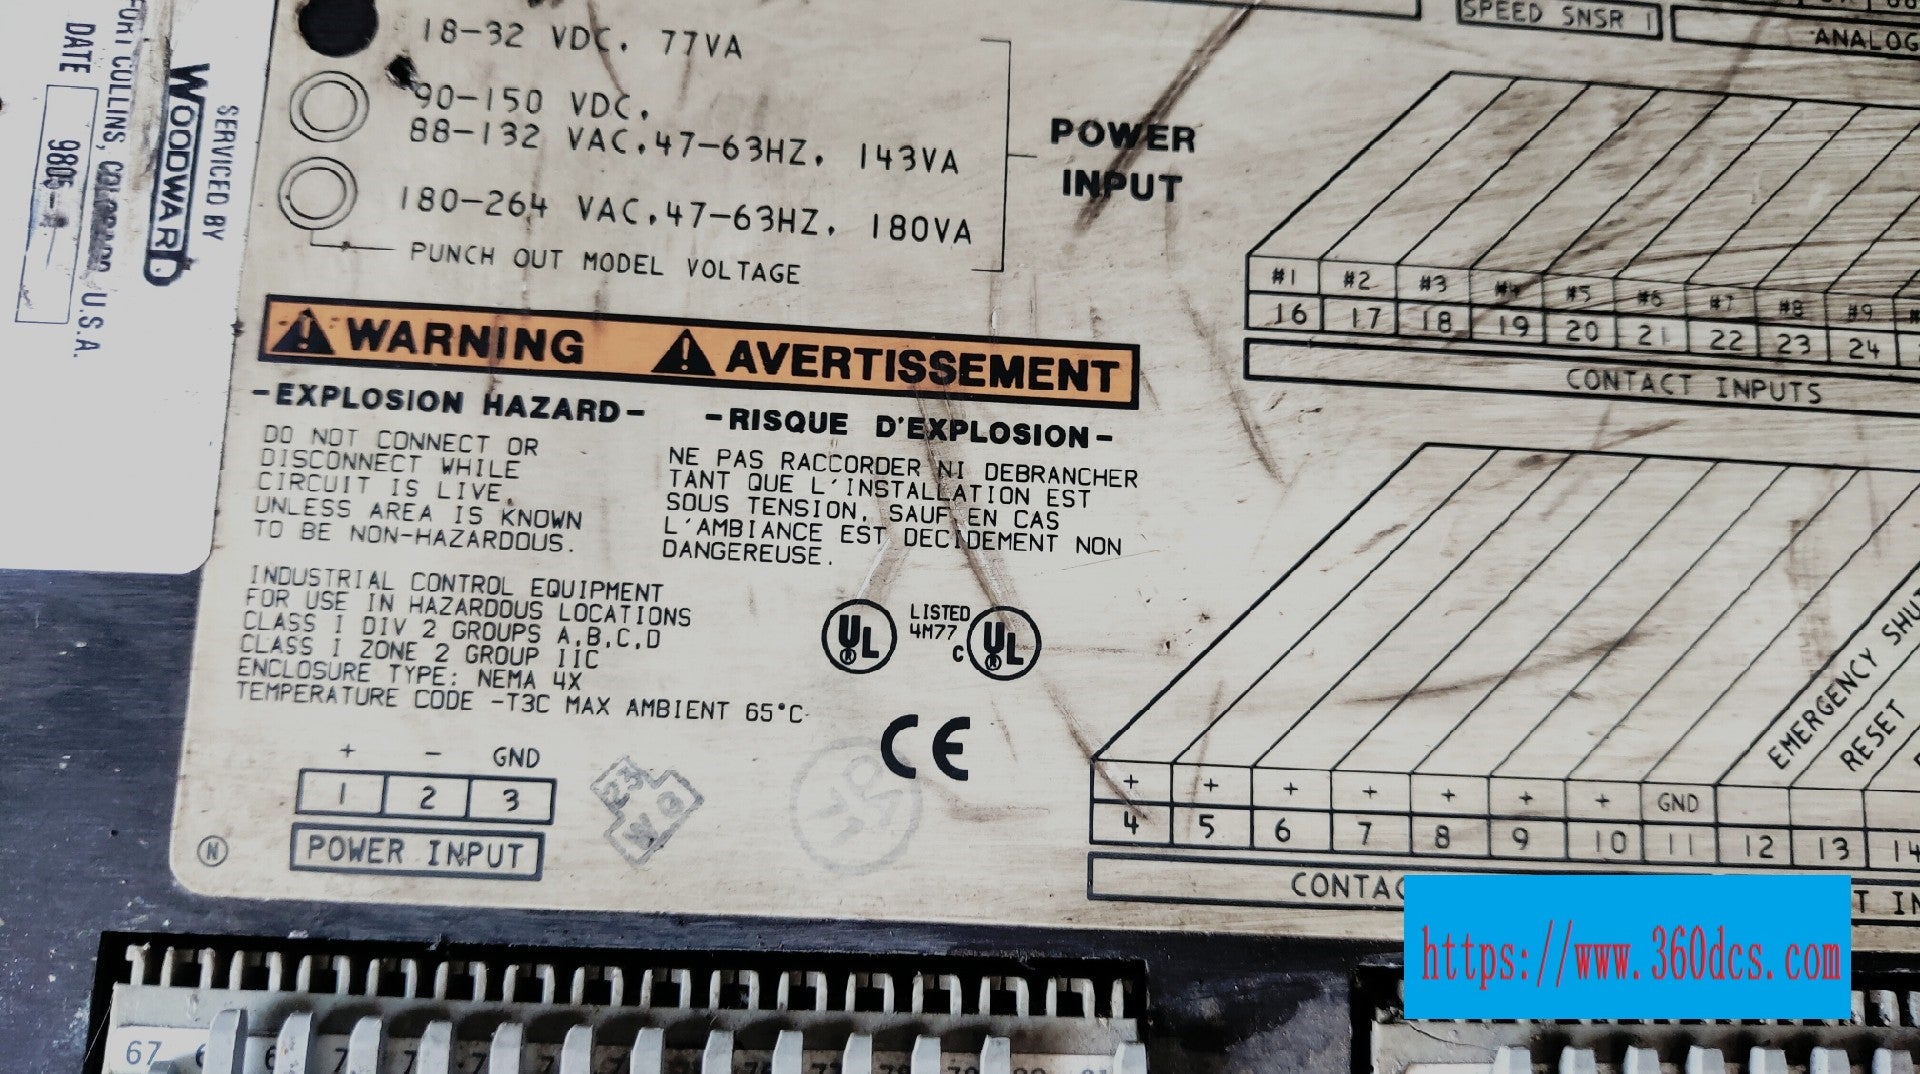 18-32 VDC. 77VA
90-150 VDC.
88-132 VAC.47-63HZ. 143VA
180-264 VAC.47-63HZ. 180VA
PUNCH OUT MODEL VOLTAGE
POWER
INPUT
SPEED SNSR 1
ANALOG
SERVICED BY
WOODWARD
FORT COLLINS, COLORADO U.S.A.
DATE
WARNING
AVERTISSEMENT
-EXPLOSION HAZARD-
DO NOT CONNECT OR
DISCONNECT WHILE
CIRCUIT IS LIVE.
UNLESS AREA IS KNOWN
TO BE NON-HAZARDOUS.
-RISQUE D'EXPLOSION-
NE PAS RACCORDER NI DEBRANCHER
TANT QUE L'INSTALLATION EST
SOUS TENSION, SAUF EN CAS
L'AMBIANCE EST DECIDEMENT NON
DANGEREUSE.
INDUSTRIAL CONTROL EQUIPMENT
FOR USE IN HAZARDOUS LOCATIONS
CLASS I DIV 2 GROUPS A,B,C,D
CLASS I ZONE 2 GROUP IIC
ENCLOSURE TYPE: NEMA 4X
TEMPERATURE CODE -T3C MAX AMBIENT 65°C
UL
LISTED
4M77
C UL
CE
+ - GND
1 2 3
POWER INPUT
N
#1 #2 #3 #4 #5 #6 #7 #8 #9
16 17 18 19 20 21 22 23 24
CONTACT INPUTS
EMERGENCY SHUT
RESET
+ + + + + + + GND
4 5 6 7 8 9 10 11 12 13 14
CONTAC
T IN
https://www.360dcs.com
67